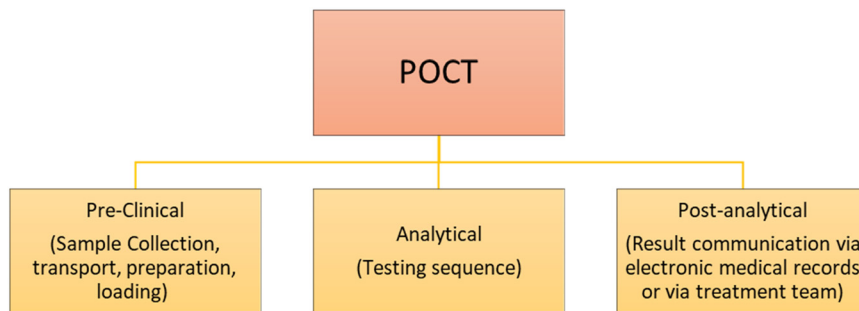 POCT
Pre-Clinical
(Sample Collection,
transport, preparation,
loading)
Analytical
(Testing sequence)
Post-analytical
(Result communication via
electronic medical records
or via treatment team)